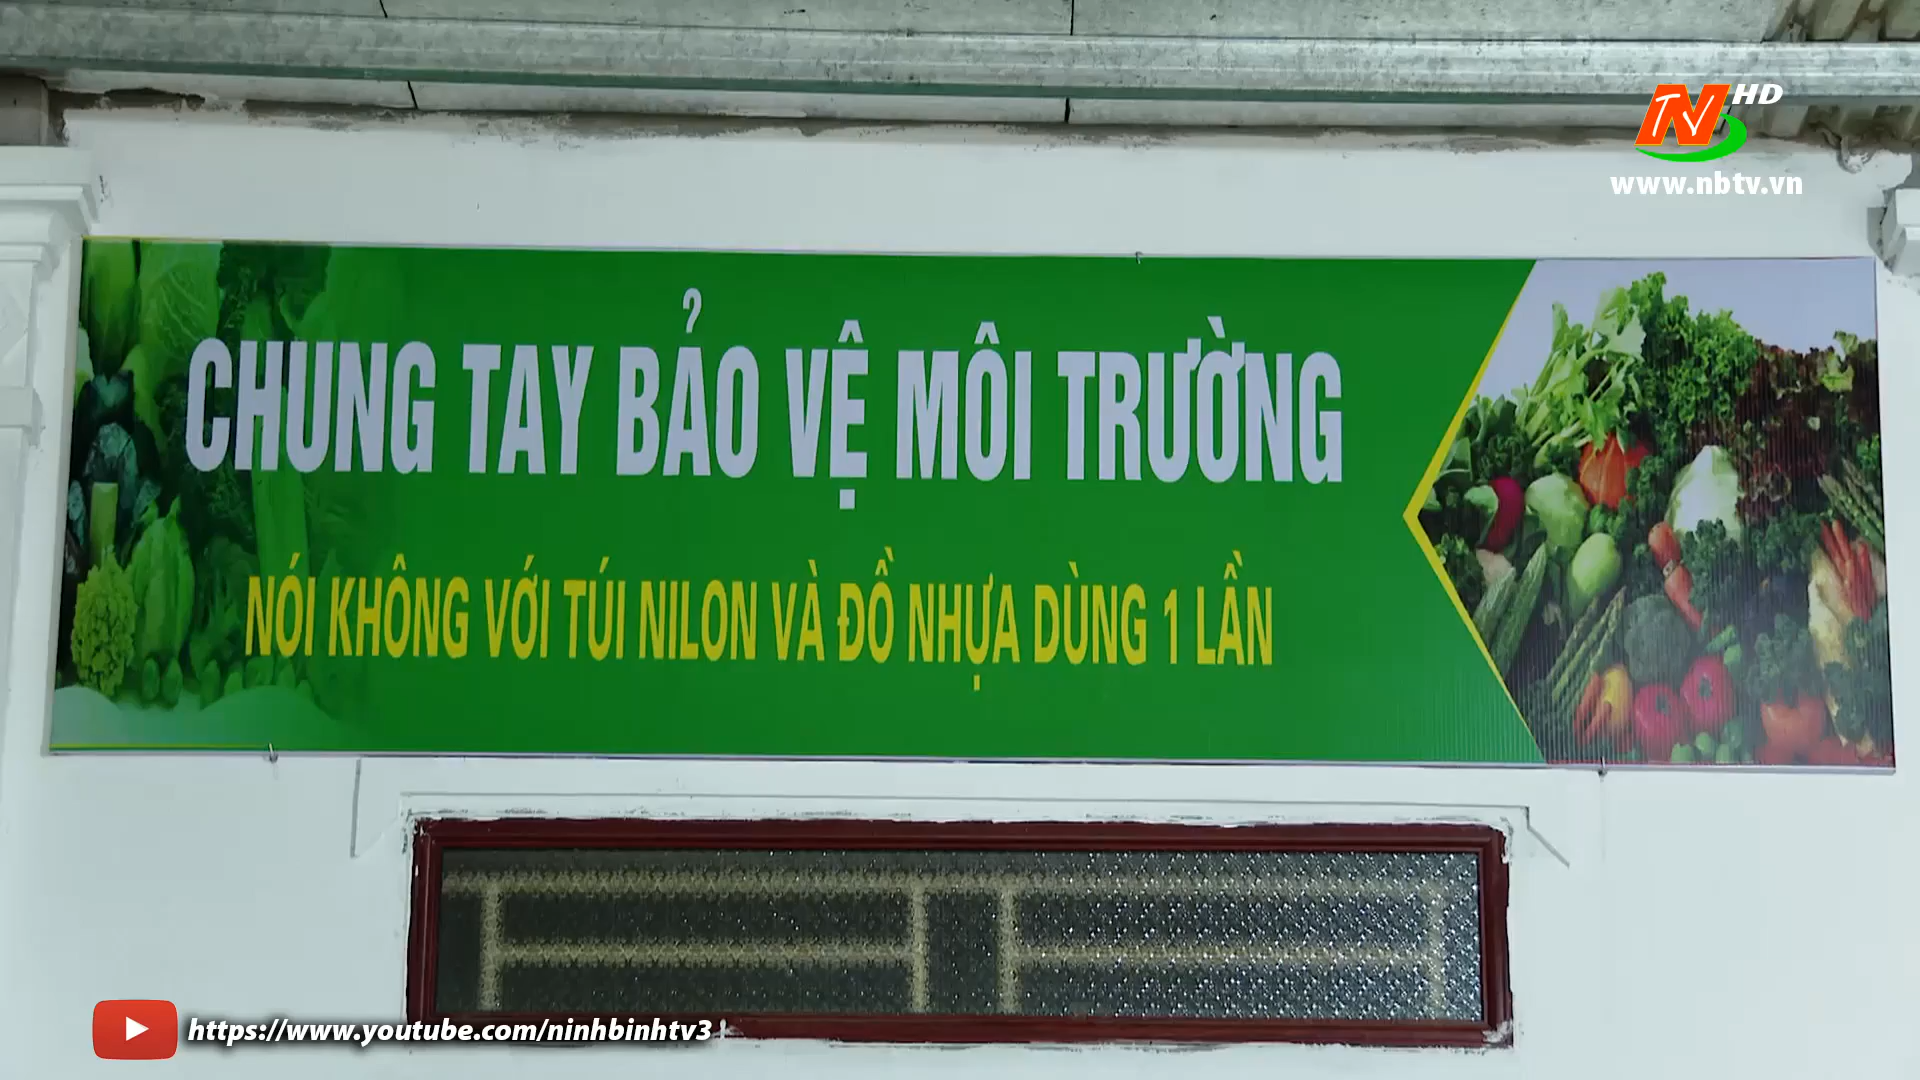 TV N HD
www.nbtv.vn
CHUNG TAY BẢO VỆ MÔI TRƯỜNG
NÓI KHÔNG VỚI TÚI NILON VÀ ĐỒ NHỰA DÙNG 1 LẦN
https://www.youtube.com/ninhbinhtv3